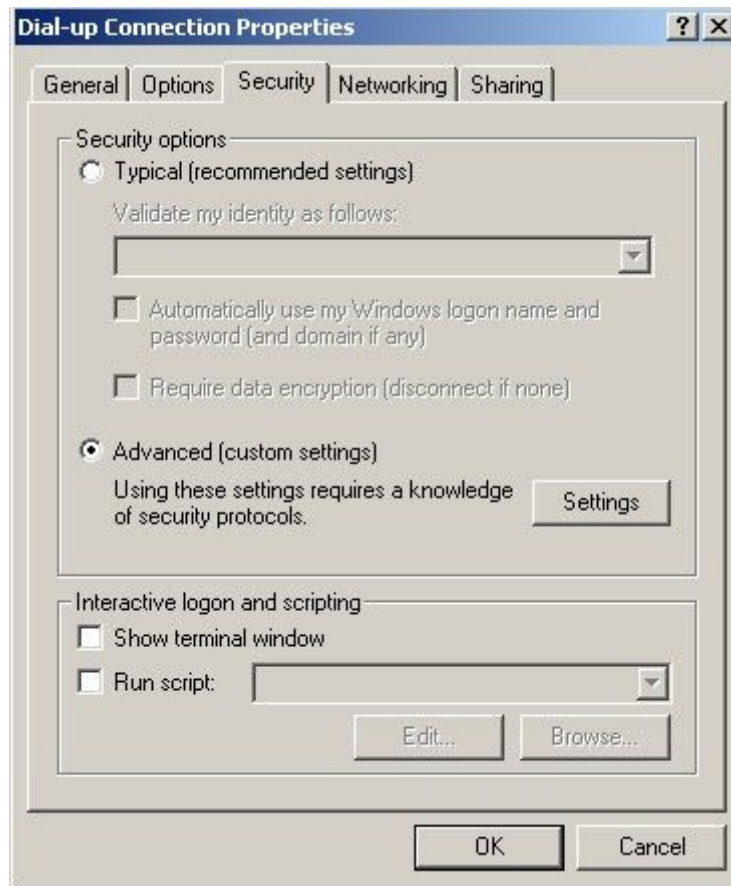 Dial-up Connection Properties
General Options Security Networking Sharing
Security options
Typical (recommended settings)
Validate my identity as follows:
Automatically use my Windows logon name and
password (and domain if any)
Require data encryption (disconnect if none)
Advanced (custom settings)
Using these settings requires a knowledge
of security protocols.
Settings
Interactive logon and scripting
Show terminal window
Run script:
Edit... Browse...
OK Cancel